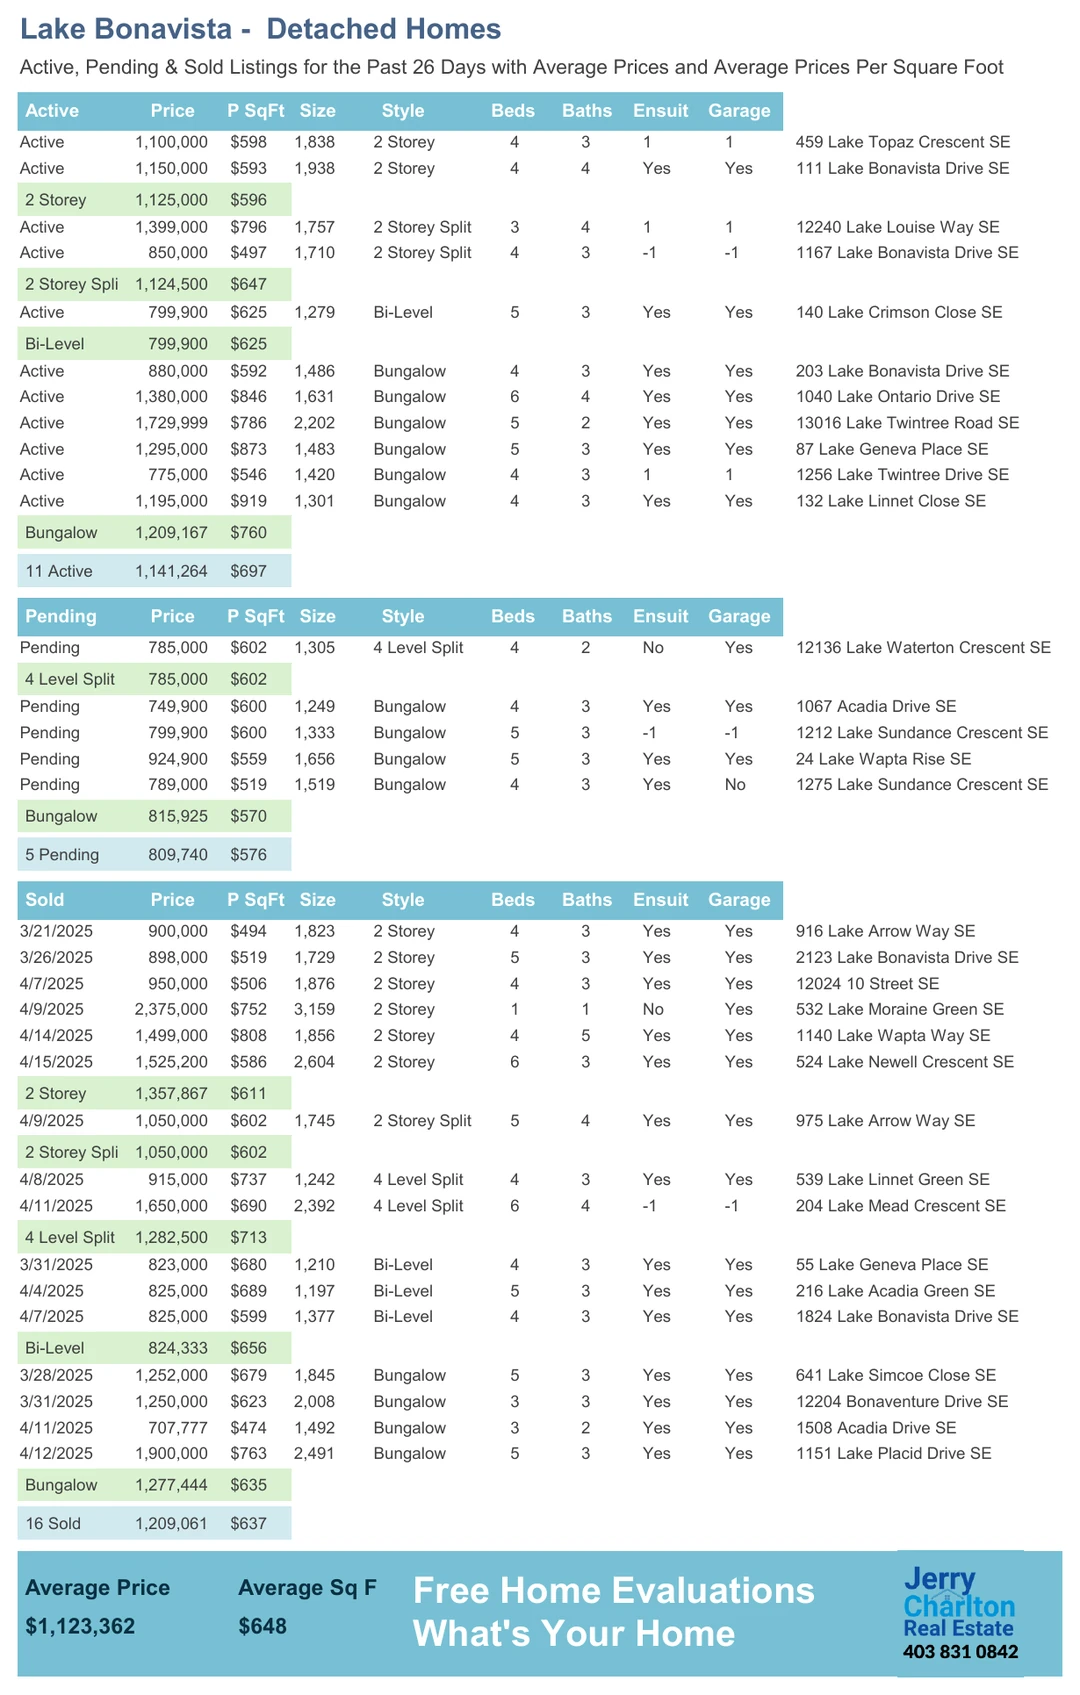 Lake Bonavista -  Detached Homes
Active, Pending & Sold Listings for the Past 26 Days with Average Prices and Average Prices Per Square Foot
Active Price P SqFt Size Style Beds Baths Ensuit Garage
Active 1,100,000 $598 1,838 2 Storey 4 3 1 1 459 Lake Topaz Crescent SE
Active 1,150,000 $593 1,938 2 Storey 4 4 Yes Yes 111 Lake Bonavista Drive SE
2 Storey 1,125,000 $596
Active 1,399,000 $796 1,757 2 Storey Split 3 4 1 1 12240 Lake Louise Way SE
Active 850,000 $497 1,710 2 Storey Split 4 3 -1 -1 1167 Lake Bonavista Drive SE
2 Storey Spli 1,124,500 $647
Active 799,900 $625 1,279 Bi-Level 5 3 Yes Yes 140 Lake Crimson Close SE
Bi-Level 799,900 $625
Active 880,000 $592 1,486 Bungalow 4 3 Yes Yes 203 Lake Bonavista Drive SE
Active 1,380,000 $846 1,631 Bungalow 6 4 Yes Yes 1040 Lake Ontario Drive SE
Active 1,729,999 $786 2,202 Bungalow 5 2 Yes Yes 13016 Lake Twintree Road SE
Active 1,295,000 $873 1,483 Bungalow 5 3 Yes Yes 87 Lake Geneva Place SE
Active 775,000 $546 1,420 Bungalow 4 3 1 1 1256 Lake Twintree Drive SE
Active 1,195,000 $919 1,301 Bungalow 4 3 Yes Yes 132 Lake Linnet Close SE
Bungalow 1,209,167 $760
11 Active 1,141,264 $697
Pending Price P SqFt Size Style Beds Baths Ensuit Garage
Pending 785,000 $602 1,305 4 Level Split 4 2 No Yes 12136 Lake Waterton Crescent SE
4 Level Split 785,000 $602
Pending 749,900 $600 1,249 Bungalow 4 3 Yes Yes 1067 Acadia Drive SE
Pending 799,900 $600 1,333 Bungalow 5 3 -1 -1 1212 Lake Sundance Crescent SE
Pending 924,900 $559 1,656 Bungalow 5 3 Yes Yes 24 Lake Wapta Rise SE
Pending 789,000 $519 1,519 Bungalow 4 3 Yes No 1275 Lake Sundance Crescent SE
Bungalow 815,925 $570
5 Pending 809,740 $576
Sold Price P SqFt Size Style Beds Baths Ensuit Garage
3/21/2025 900,000 $494 1,823 2 Storey 4 3 Yes Yes 916 Lake Arrow Way SE
3/26/2025 898,000 $519 1,729 2 Storey 5 3 Yes Yes 2123 Lake Bonavista Drive SE
4/7/2025 950,000 $506 1,876 2 Storey 4 3 Yes Yes 12024 10 Street SE
4/9/2025 2,375,000 $752 3,159 2 Storey 1 1 No Yes 532 Lake Moraine Green SE
4/14/2025 1,499,000 $808 1,856 2 Storey 4 5 Yes Yes 1140 Lake Wapta Way SE
4/15/2025 1,525,200 $586 2,604 2 Storey 6 3 Yes Yes 524 Lake Newell Crescent SE
2 Storey 1,357,867 $611
4/9/2025 1,050,000 $602 1,745 2 Storey Split 5 4 Yes Yes 975 Lake Arrow Way SE
2 Storey Spli 1,050,000 $602
4/8/2025 915,000 $737 1,242 4 Level Split 4 3 Yes Yes 539 Lake Linnet Green SE
4/11/2025 1,650,000 $690 2,392 4 Level Split 6 4 -1 -1 204 Lake Mead Crescent SE
4 Level Split 1,282,500 $713
3/31/2025 823,000 $680 1,210 Bi-Level 4 3 Yes Yes 55 Lake Geneva Place SE
4/4/2025 825,000 $689 1,197 Bi-Level 5 3 Yes Yes 216 Lake Acadia Green SE
4/7/2025 825,000 $599 1,377 Bi-Level 4 3 Yes Yes 1824 Lake Bonavista Drive SE
Bi-Level 824,333 $656
3/28/2025 1,252,000 $679 1,845 Bungalow 5 3 Yes Yes 641 Lake Simcoe Close SE
3/31/2025 1,250,000 $623 2,008 Bungalow 3 3 Yes Yes 12204 Bonaventure Drive SE
4/11/2025 707,777 $474 1,492 Bungalow 3 2 Yes Yes 1508 Acadia Drive SE
4/12/2025 1,900,000 $763 2,491 Bungalow 5 3 Yes Yes 1151 Lake Placid Drive SE
Bungalow 1,277,444 $635
16 Sold 1,209,061 $637
Average Price Average Sq F
$1,123,362 $648
Free Home Evaluations
What's Your Home
Jerry
Charlton
Real Estate
403 831 0842